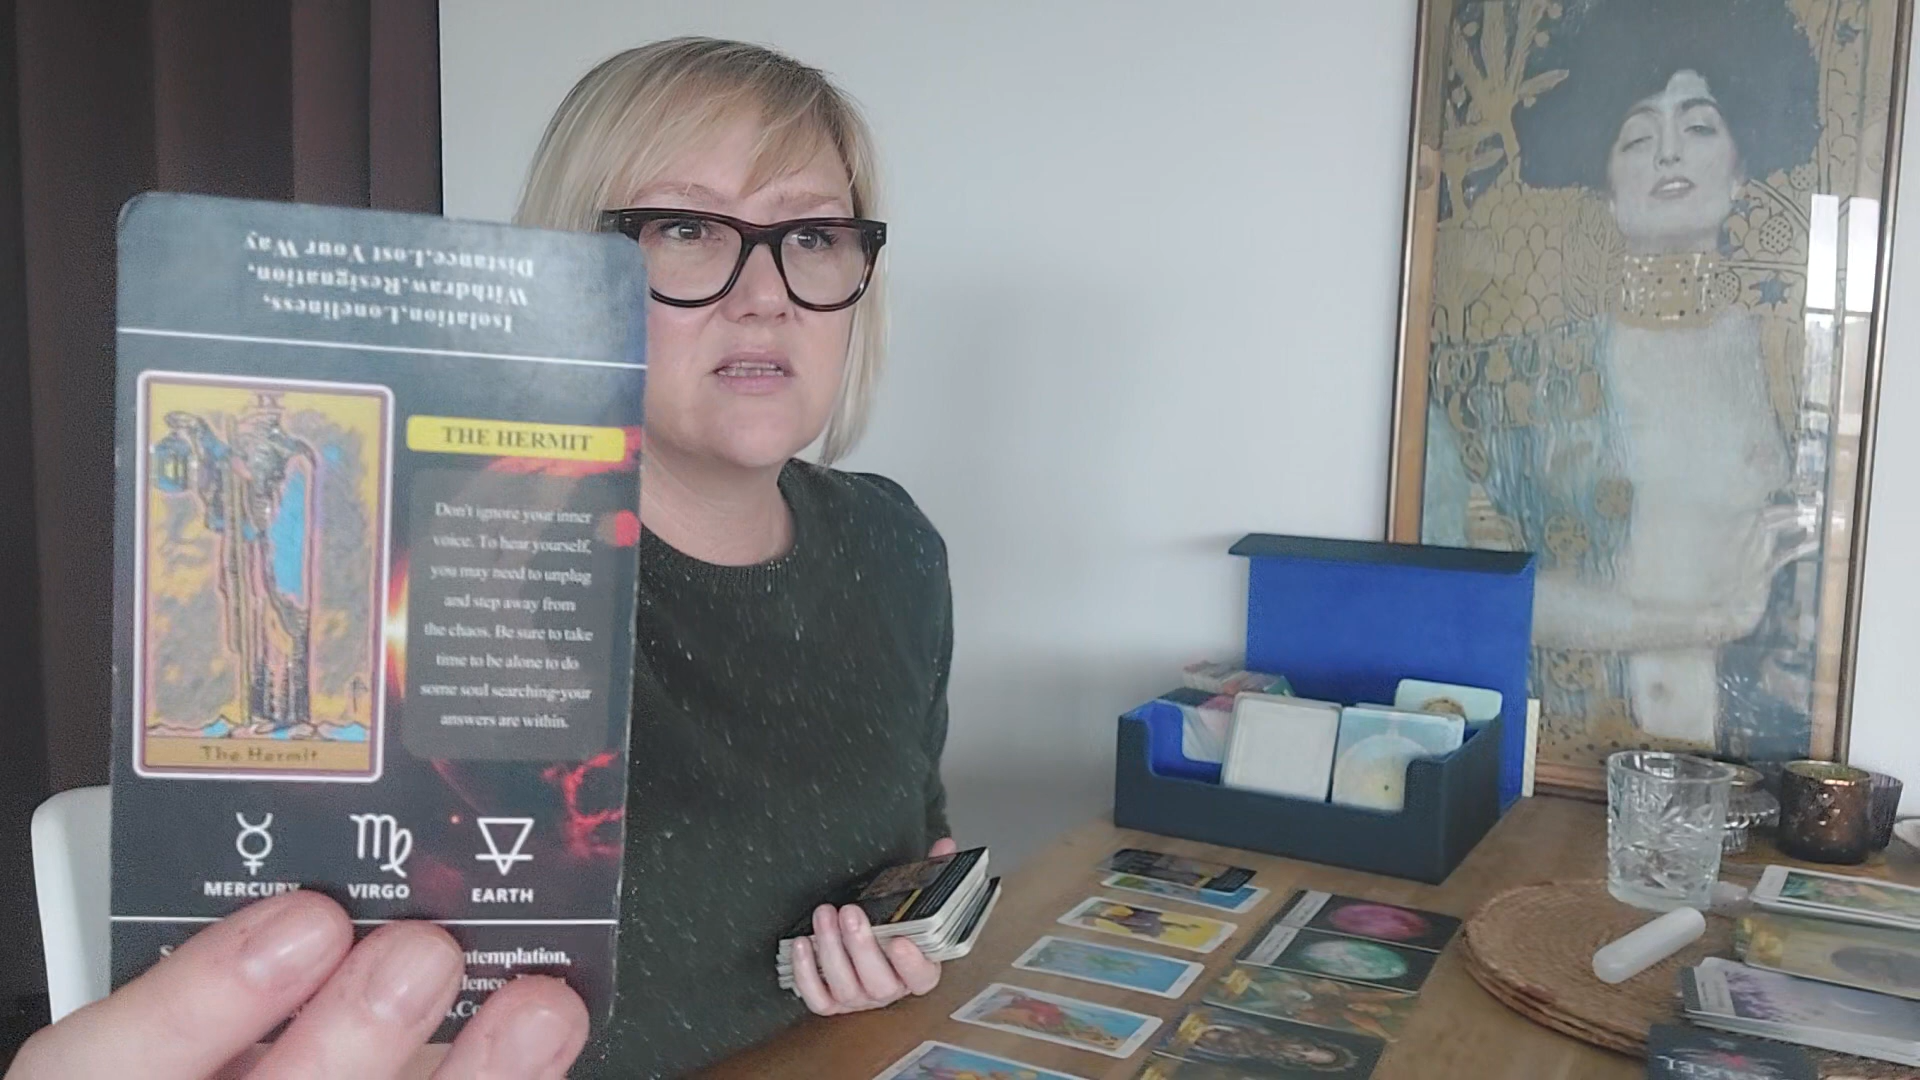 Isolation,Loneliness,
Withdraw,Resignation,
Distance,Lost Your Way
THE HERMIT
Don't ignore your inner
voice. To hear yourself,
you may need to unplug
and step away from
the chaos. Be sure to take
time to be alone to do
some soul searching-your
answers are within.
The Hermit
MERCURY
VIRGO
EARTH